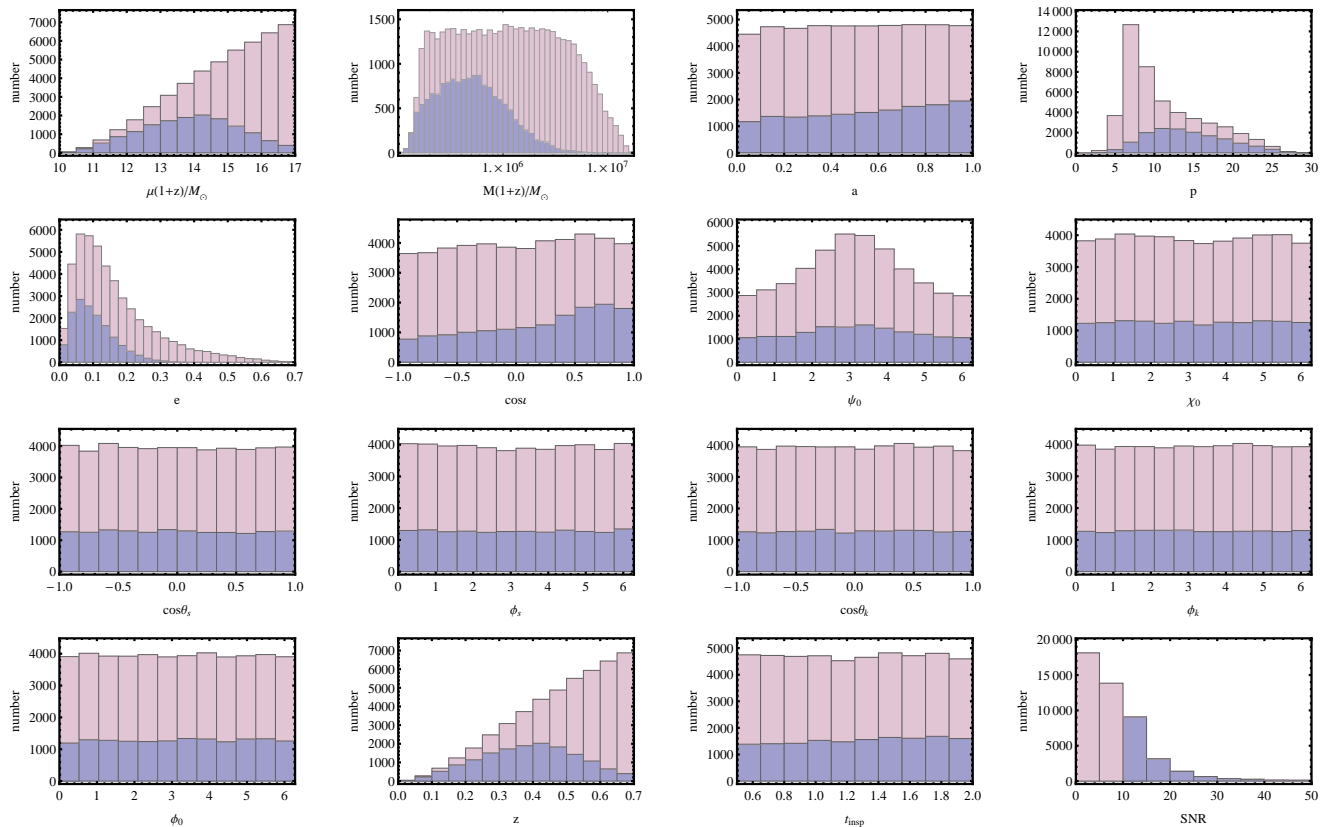 number
0 1000 2000 3000 4000 5000 6000 7000
10 11 12 13 14 15 16 17
μ(1+z)/M☉
number
0 500 1000 1500
1.×10⁶ 1.×10⁷
M(1+z)/M☉
number
0 1000 2000 3000 4000 5000
0.0 0.2 0.4 0.6 0.8 1.0
a
number
0 2000 4000 6000 8000 10 000 12 000 14 000
0 5 10 15 20 25 30
p
number
0 1000 2000 3000 4000 5000 6000
0.0 0.1 0.2 0.3 0.4 0.5 0.6 0.7
e
number
0 1000 2000 3000 4000
−1.0 −0.5 0.0 0.5 1.0
cosι
number
0 1000 2000 3000 4000 5000 6000
0 1 2 3 4 5 6
ψ₀
number
0 1000 2000 3000 4000
0 1 2 3 4 5 6
χ₀
number
0 1000 2000 3000 4000
−1.0 −0.5 0.0 0.5 1.0
cosθₛ
number
0 1000 2000 3000 4000
0 1 2 3 4 5 6
ϕₛ
number
0 1000 2000 3000 4000
−1.0 −0.5 0.0 0.5 1.0
cosθₖ
number
0 1000 2000 3000 4000
0 1 2 3 4 5 6
ϕₖ
number
0 1000 2000 3000 4000
0 1 2 3 4 5 6
ϕ₀
number
0 1000 2000 3000 4000 5000 6000 7000
0.0 0.1 0.2 0.3 0.4 0.5 0.6 0.7
z
number
0 1000 2000 3000 4000 5000
0.6 0.8 1.0 1.2 1.4 1.6 1.8 2.0
t_insp
number
0 5000 10 000 15 000 20 000
0 10 20 30 40 50
SNR